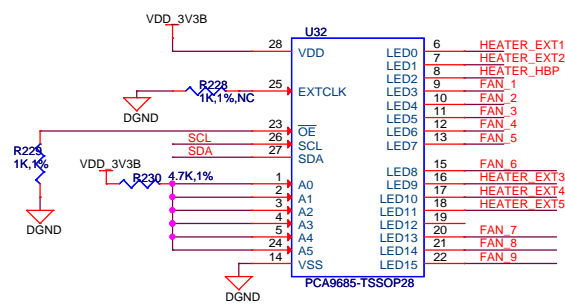 VDD_3V3B
U32
28 VDD LED0 6 HEATER_EXT1
LED1 7 HEATER_EXT2
LED2 8 HEATER_HBP
R228 25 EXTCLK LED3 9 FAN_1
1K,1%,NC LED4 10 FAN_2
DGND LED5 11 FAN_3
23 OE LED6 12 FAN_4
SCL 26 SCL LED7 13 FAN_5
SDA 27 SDA
R229
1K,1%
VDD_3V3B 4.7K,1% LED8 15 FAN_6
R230 1 A0 LED9 16 HEATER_EXT3
2 A1 LED10 17 HEATER_EXT4
3 A2 LED11 18 HEATER_EXT5
4 A3 LED12 19
5 A4 LED13 20 FAN_7
24 A5 LED14 21 FAN_8
14 VSS LED15 22 FAN_9
DGND
PCA9685-TSSOP28
DGND